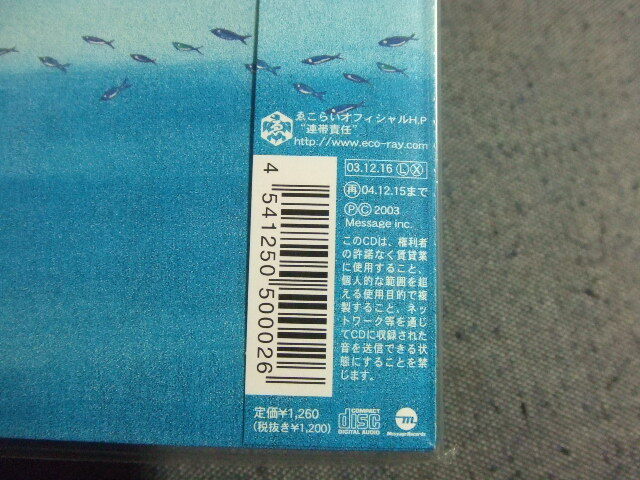 ゑこらいオフィシャルH.P
“連帯責任”
http://www.eco-ray.com
03.12.16 Ⓛ Ⓧ
㊢04.12.15まで
ⓅⒸ2003
Message inc.
このCDは、権利者
の許諾なく賃貸業
に使用すること、
個人的な範囲を超
える使用目的で複
製すること、ネッ
トワーク等を通じ
てCDに収録された
音を送信できる状
態にすることを禁
じます。
4 541250 500026
定価¥1,260
(税抜き¥1,200)
COMPACT
disc
DIGITAL AUDIO
m
Message Records